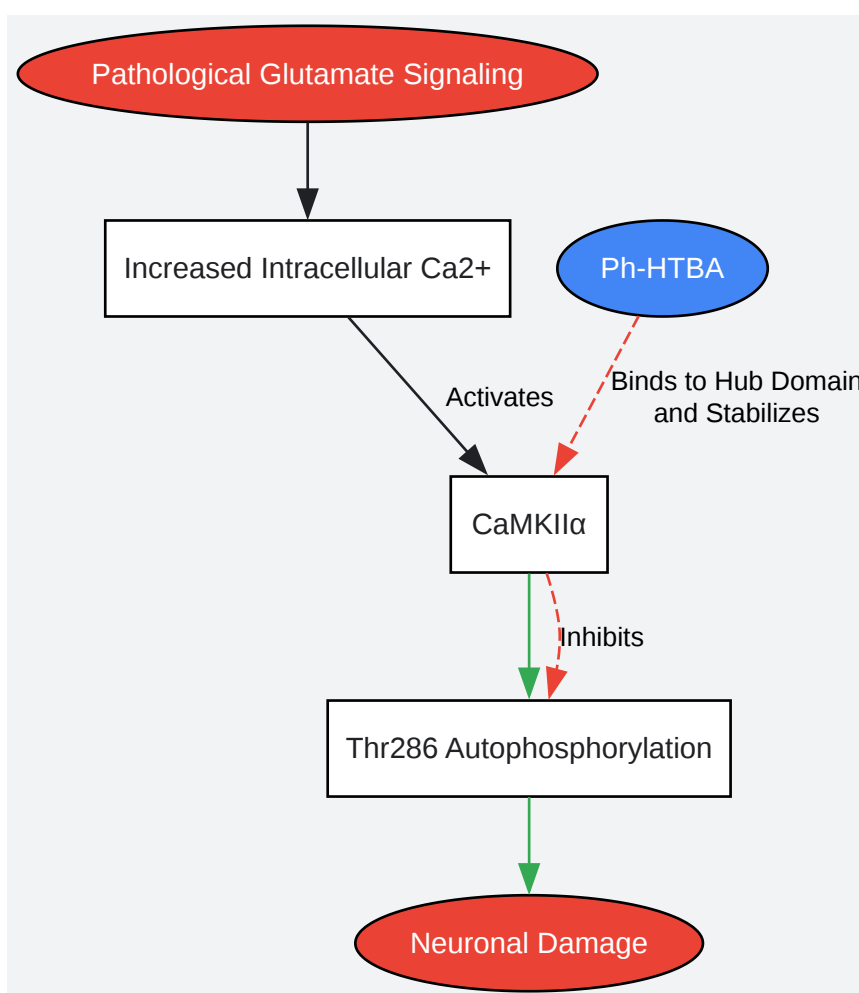 Pathological Glutamate Signaling
Increased Intracellular Ca2+
Ph-HTBA
Activates
Binds to Hub Domain
and Stabilizes
CaMKIIα
Inhibits
Thr286 Autophosphorylation
Neuronal Damage